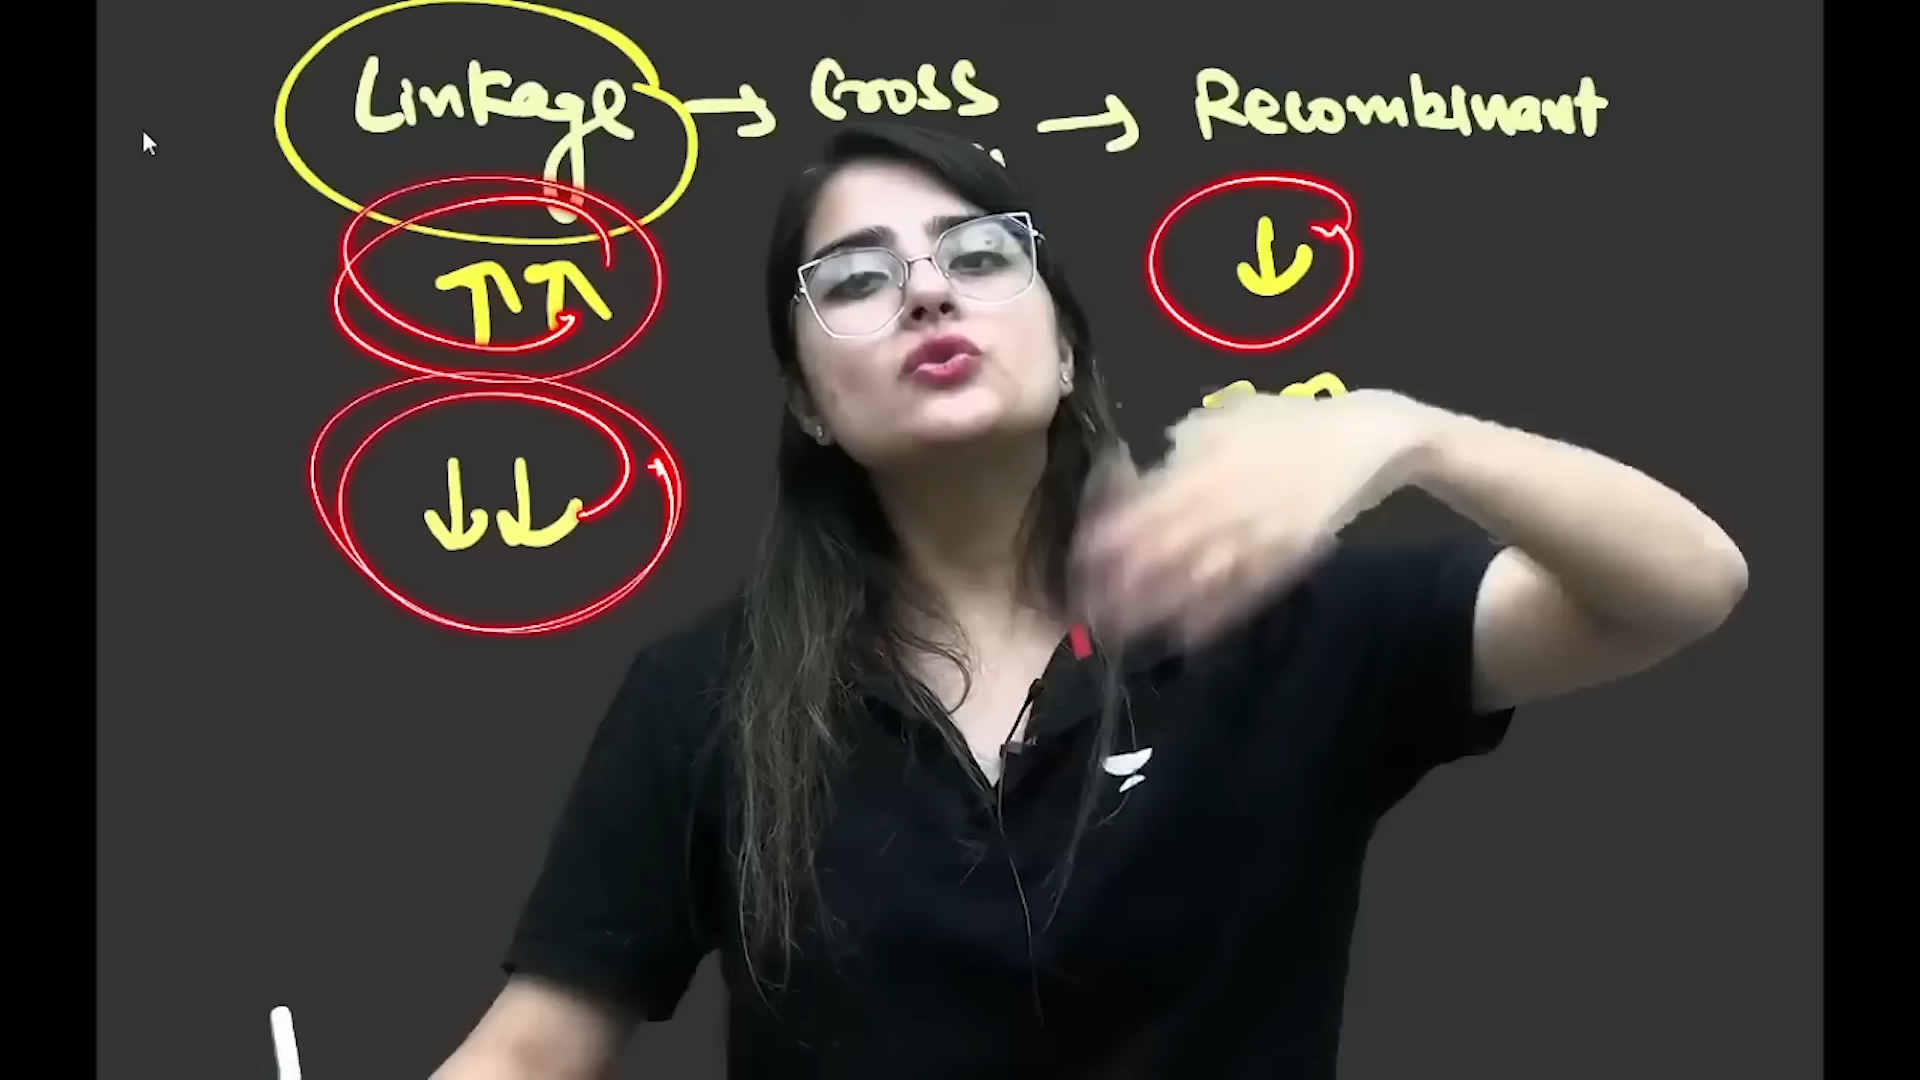 Linkage → Cross → Recombinant
↑↑ ↓
↓↓